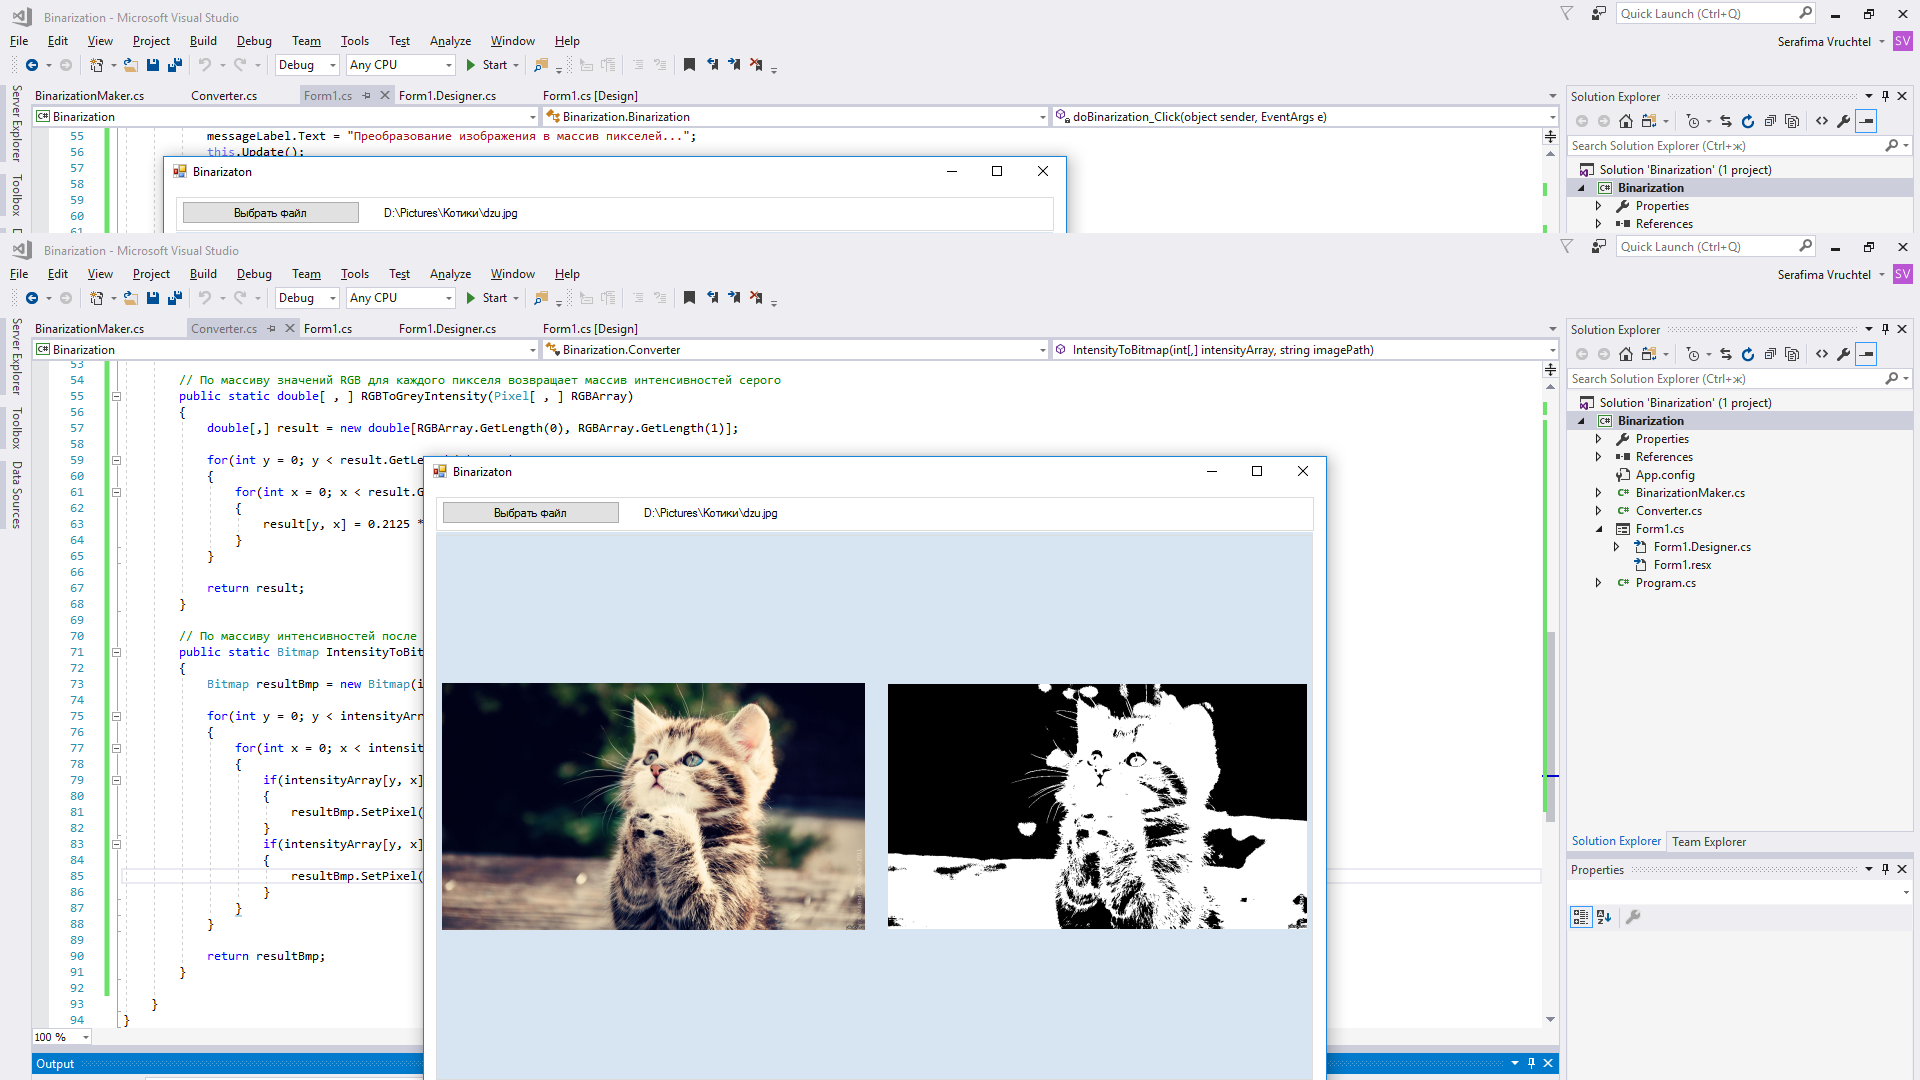 Binarization - Microsoft Visual Studio
Quick Launch (Ctrl+Q)
File Edit View Project Build Debug Team Tools Test Analyze Window Help
Serafima Vruchtel SV
Debug Any CPU Start
BinarizationMaker.cs Converter.cs Form1.cs Form1.Designer.cs Form1.cs [Design]
Solution Explorer
Server Explorer
Toolbox
Binarization Binarization.Binarization doBinarization_Click(object sender, EventArgs e)
55 messageLabel.Text = "Преобразование изображения в массив пикселей...";
56 this.Update();
57
58
59
60
61
Search Solution Explorer (Ctrl+ж)
Solution 'Binarization' (1 project)
Binarization
Properties
References
Binarizaton
Выбрать файл D:\Pictures\Котики\dzu.jpg
Binarization - Microsoft Visual Studio
Quick Launch (Ctrl+Q)
File Edit View Project Build Debug Team Tools Test Analyze Window Help
Serafima Vruchtel SV
Debug Any CPU Start
BinarizationMaker.cs Converter.cs Form1.cs Form1.Designer.cs Form1.cs [Design]
Server Explorer
Toolbox
Data Sources
Binarization Binarization.Converter IntensityToBitmap(int[,] intensityArray, string imagePath)
53
54 // По массиву значений RGB для каждого пикселя возвращает массив интенсивностей серого
55 public static double[ , ] RGBToGreyIntensity(Pixel[ , ] RGBArray)
56 {
57 double[,] result = new double[RGBArray.GetLength(0), RGBArray.GetLength(1)];
58
59 for(int y = 0; y < result.GetLe
60 {
61 for(int x = 0; x < result.G
62 {
63 result[y, x] = 0.2125 *
64 }
65 }
66
67 return result;
68 }
69
70 // По массиву интенсивностей после
71 public static Bitmap IntensityToBit
72 {
73 Bitmap resultBmp = new Bitmap(i
74
75 for(int y = 0; y < intensityArr
76 {
77 for(int x = 0; x < intensit
78 {
79 if(intensityArray[y, x]
80 {
81 resultBmp.SetPixel(
82 }
83 if(intensityArray[y, x]
84 {
85 resultBmp.SetPixel(
86 }
87 }
88 }
89
90 return resultBmp;
91 }
92
93 }
94 }
100 %
Output
Binarizaton
Выбрать файл D:\Pictures\Котики\dzu.jpg
Solution Explorer
Search Solution Explorer (Ctrl+ж)
Solution 'Binarization' (1 project)
Binarization
Properties
References
App.config
BinarizationMaker.cs
Converter.cs
Form1.cs
Form1.Designer.cs
Form1.resx
Program.cs
Solution Explorer Team Explorer
Properties